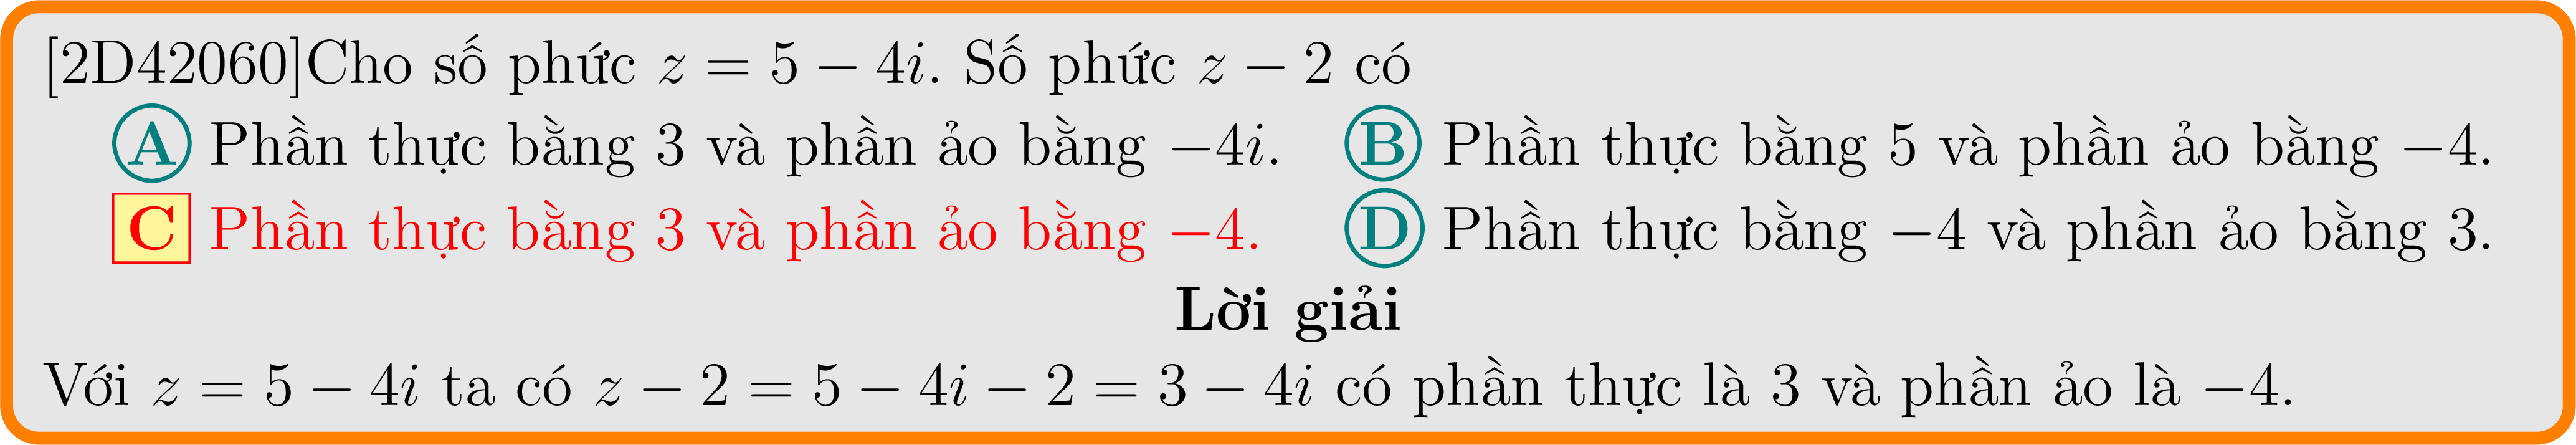 [2D42060]Cho số phức z = 5 − 4i. Số phức z − 2 có
A Phần thực bằng 3 và phần ảo bằng −4i. B Phần thực bằng 5 và phần ảo bằng −4.
C Phần thực bằng 3 và phần ảo bằng −4. D Phần thực bằng −4 và phần ảo bằng 3.
Lời giải
Với z = 5 − 4i ta có z − 2 = 5 − 4i − 2 = 3 − 4i có phần thực là 3 và phần ảo là −4.